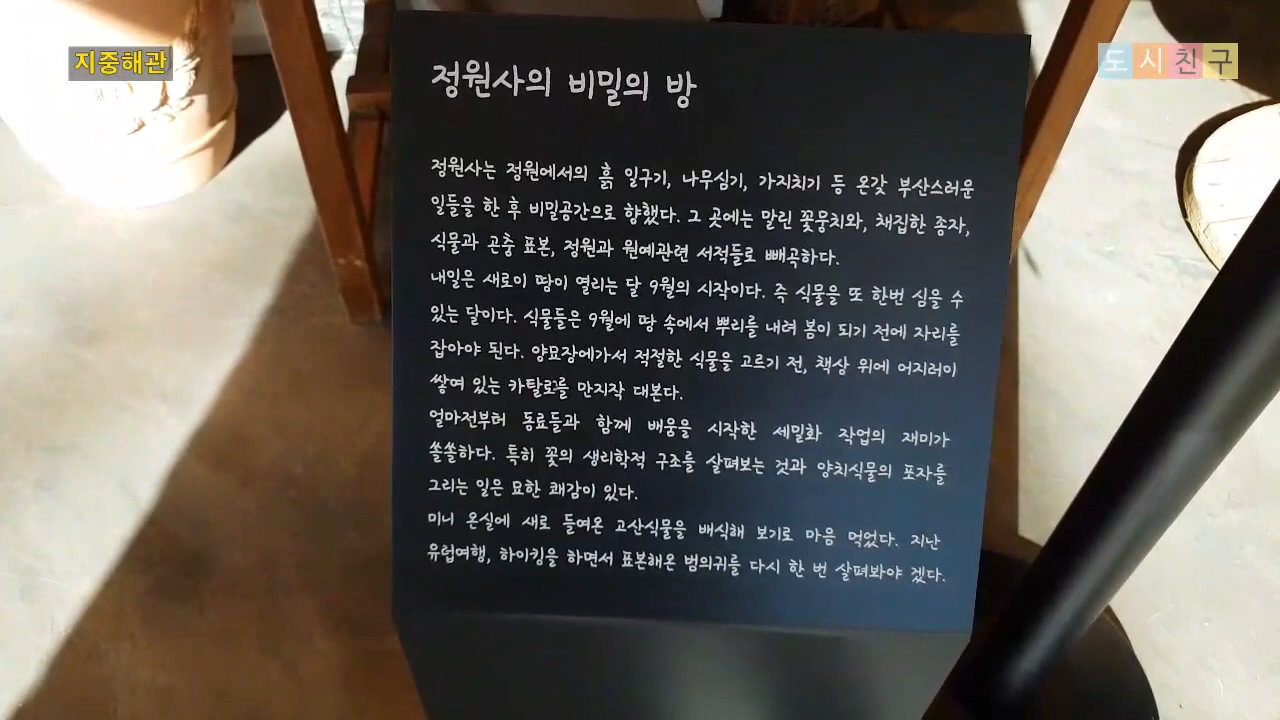 지중해관
도시친구
정원사의 비밀의 방
정원사는 정원에서의 흙 일구기, 나무심기, 가지치기 등 온갖 부산스러운
일들을 한 후 비밀공간으로 향했다. 그 곳에는 말린 꽃뭉치와, 채집한 종자,
식물과 곤충 표본, 정원과 원예관련 서적들로 빼곡하다.
내일은 새로이 땅이 열리는 달 9월의 시작이다. 즉 식물을 또 한번 심을 수
있는 달이다. 식물들은 9월에 땅 속에서 뿌리를 내려 봄이 되기 전에 자리를
잡아야 된다. 양묘장에가서 적절한 식물을 고르기 전, 책상 위에 어지러이
쌓여 있는 카탈로그를 만지작 대본다.
얼마전부터 동료들과 함께 배움을 시작한 세밀화 작업의 재미가
쏠쏠하다. 특히 꽃의 생리학적 구조를 살펴보는 것과 양치식물의 포자를
그리는 일은 묘한 쾌감이 있다.
미니 온실에 새로 들여온 고산식물을 배식해 보기로 마음 먹었다. 지난
유럽여행, 하이킹을 하면서 표본해온 범의귀를 다시 한 번 살펴봐야 겠다.